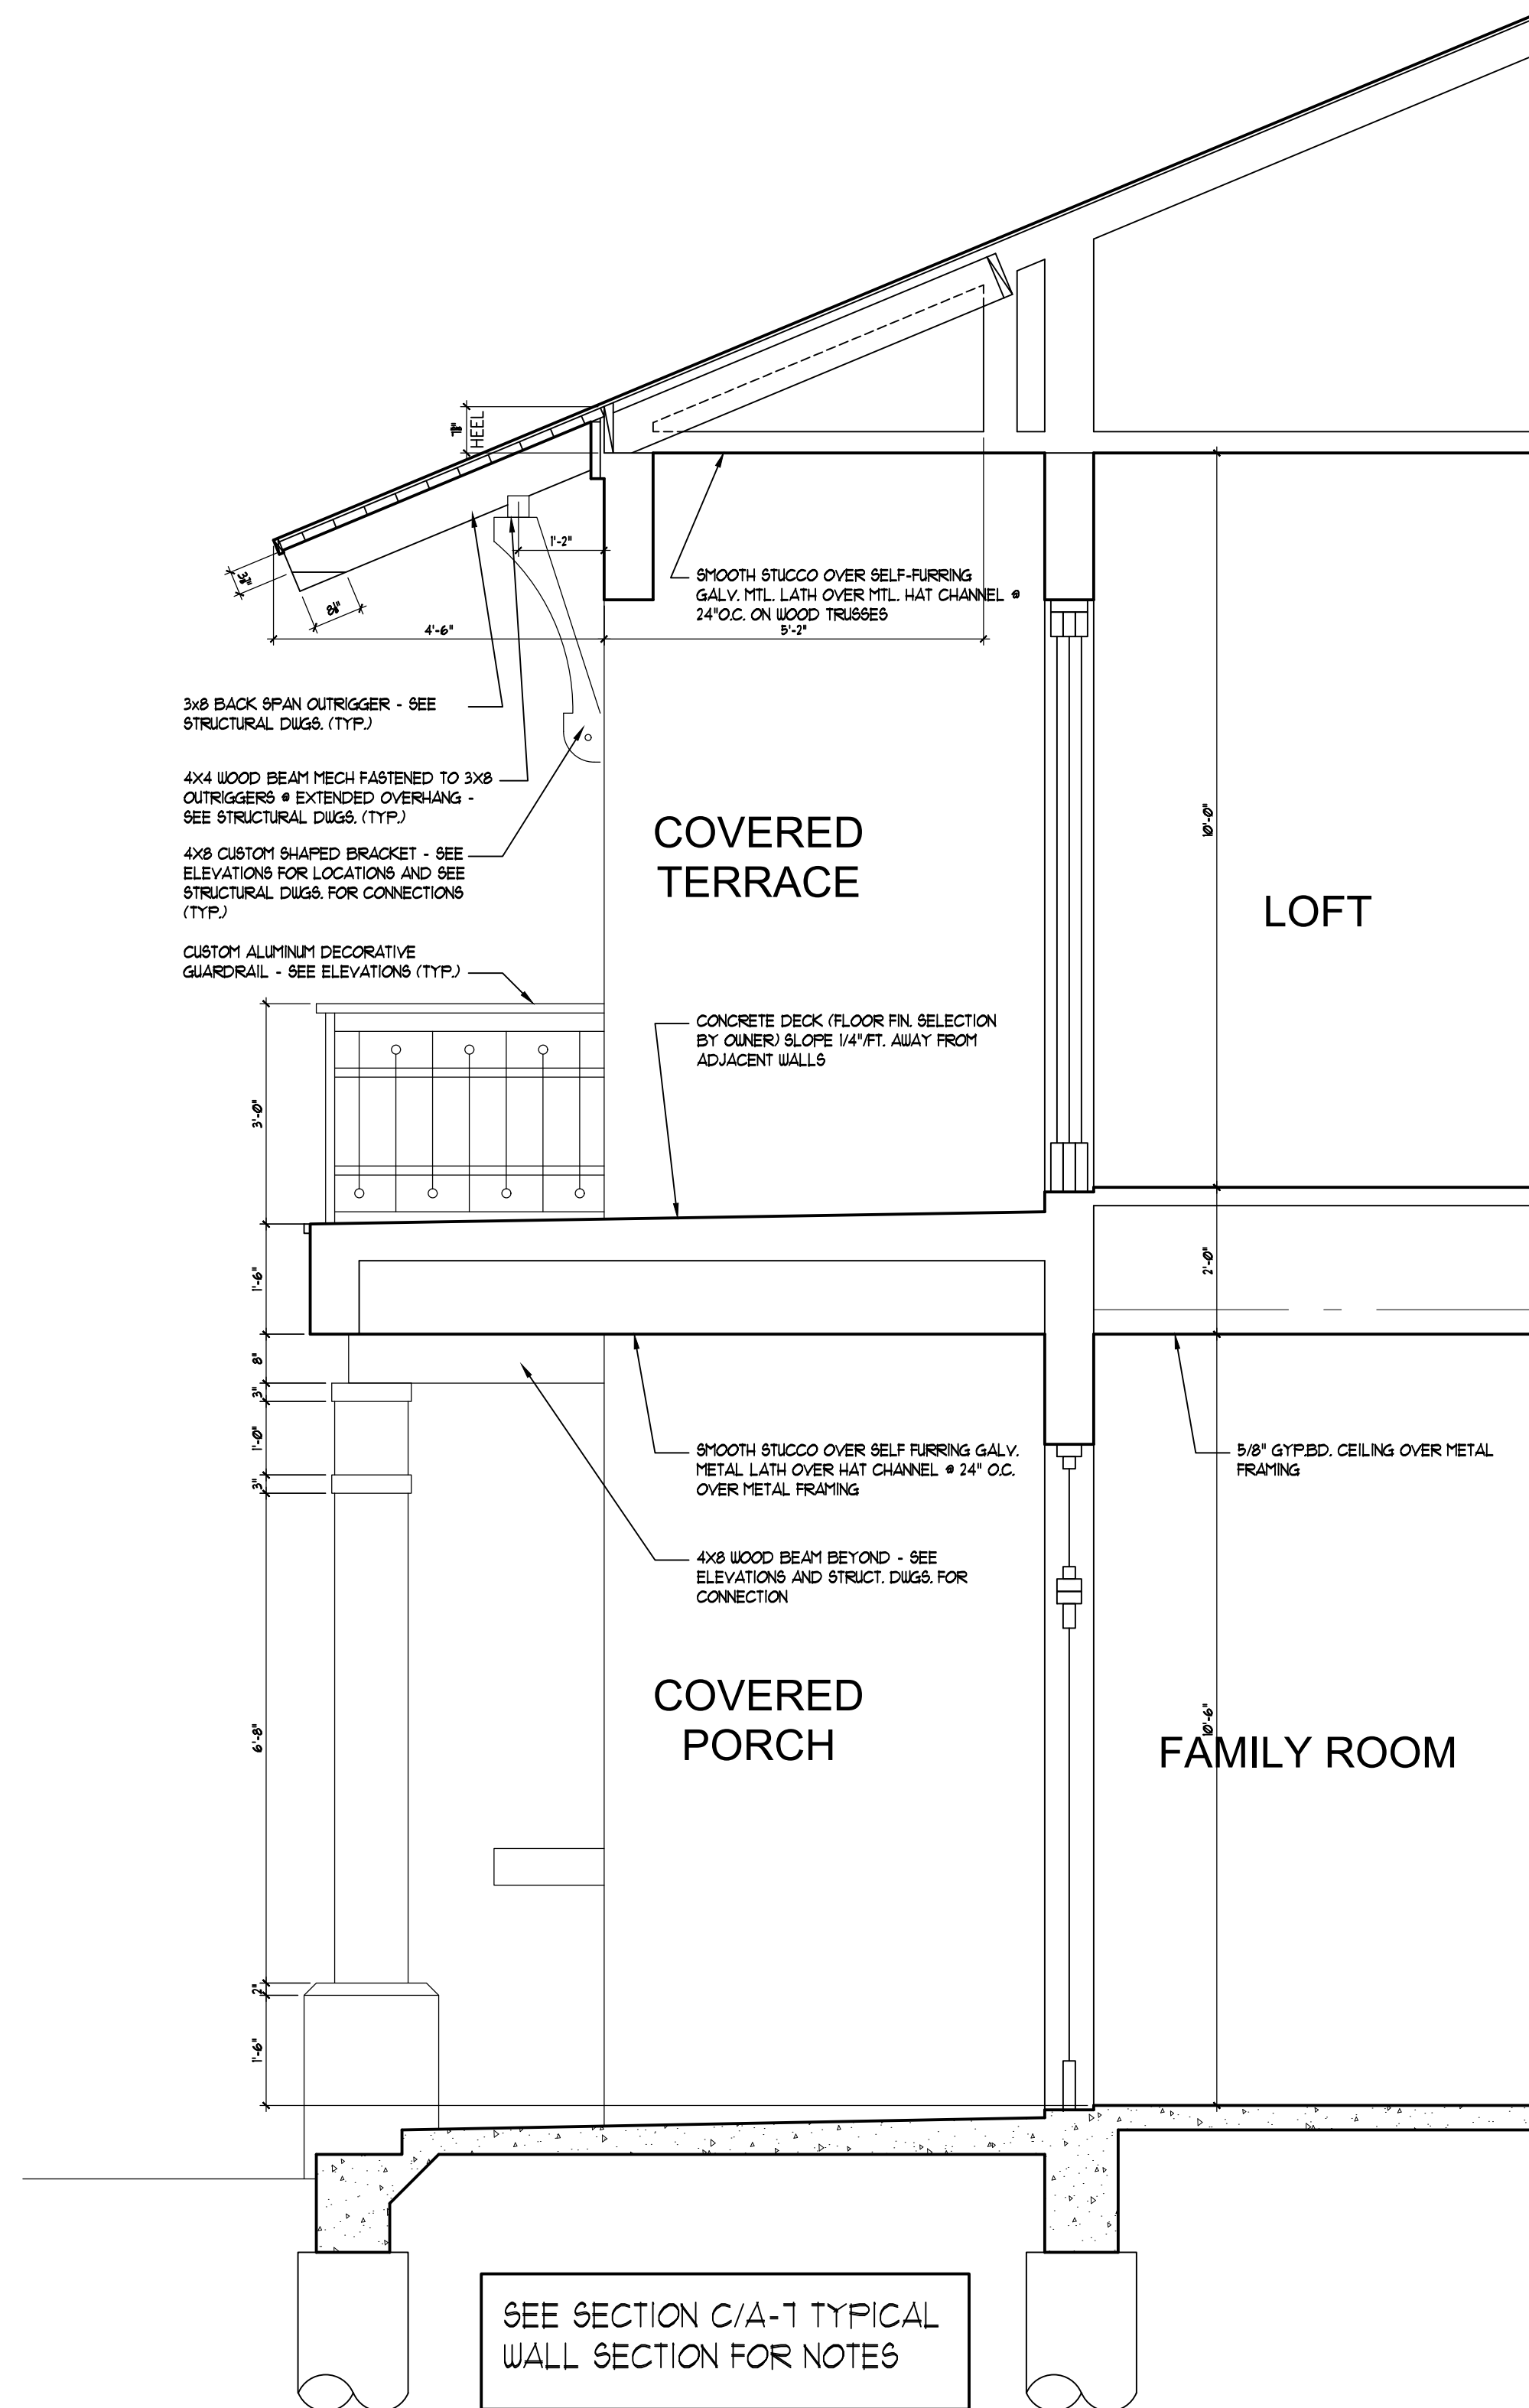 7⅝"
HEEL
1'-2"
SMOOTH STUCCO OVER SELF-FURRING
GALV. MTL. LATH OVER MTL. HAT CHANNEL @
24"O.C. ON WOOD TRUSSES
4'-6"
5'-2"
3x8 BACK SPAN OUTRIGGER - SEE
STRUCTURAL DWGS. (TYP.)
4X4 WOOD BEAM MECH FASTENED TO 3X8
OUTRIGGERS @ EXTENDED OVERHANG -
SEE STRUCTURAL DWGS. (TYP.)
4X8 CUSTOM SHAPED BRACKET - SEE
ELEVATIONS FOR LOCATIONS AND SEE
STRUCTURAL DWGS. FOR CONNECTIONS
(TYP.)
CUSTOM ALUMINUM DECORATIVE
GUARDRAIL - SEE ELEVATIONS (TYP.)
COVERED
TERRACE
10'-0"
LOFT
CONCRETE DECK (FLOOR FIN. SELECTION
BY OWNER) SLOPE 1/4"/FT. AWAY FROM
ADJACENT WALLS
3'-0"
1'-6"
2'-0"
8"
3"
1'-0"
3"
SMOOTH STUCCO OVER SELF FURRING GALV.
METAL LATH OVER HAT CHANNEL @ 24" O.C.
OVER METAL FRAMING
5/8" GYP.BD. CEILING OVER METAL
FRAMING
4X8 WOOD BEAM BEYOND - SEE
ELEVATIONS AND STRUCT. DWGS. FOR
CONNECTION
COVERED
PORCH
6'-8"
10'-6"
FAMILY ROOM
2"
1'-6"
SEE SECTION C/A-7 TYPICAL
WALL SECTION FOR NOTES